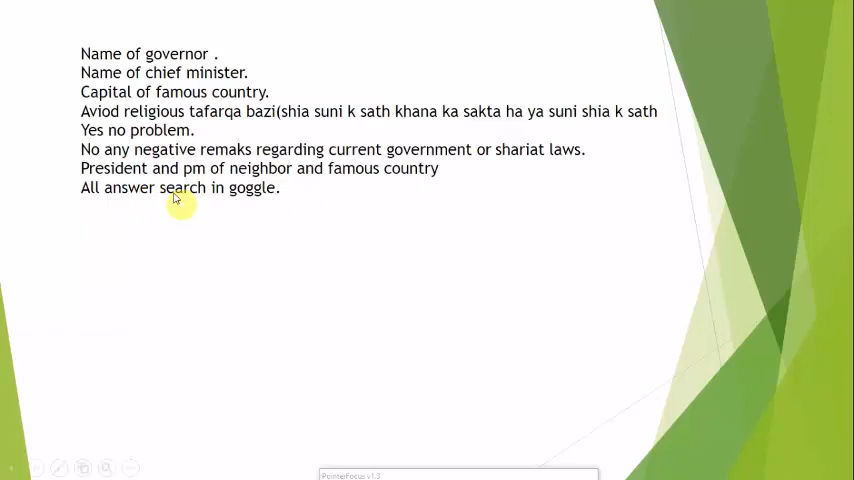 Name of governor .
Name of chief minister.
Capital of famous country.
Aviod religious tafarqa bazi(shia suni k sath khana ka sakta ha ya suni shia k sath
Yes no problem.
No any negative remaks regarding current government or shariat laws.
President and pm of neighbor and famous country
All answer search in goggle.
PointerFocus v1.3